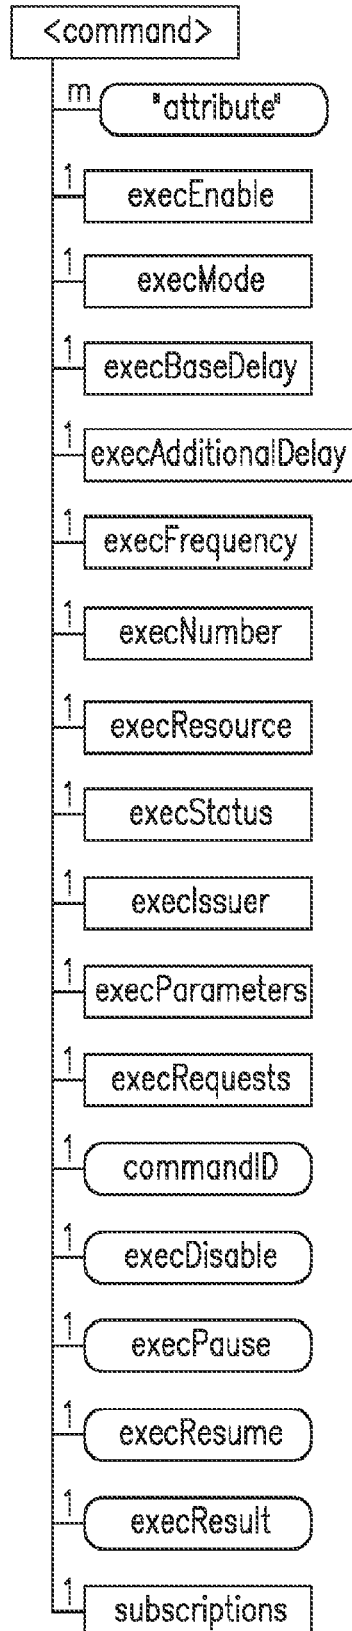 <command>
m
"attribute"
1
execEnable
1
execMode
1
execBaseDelay
1
execAdditionalDelay
1
execFrequency
1
execNumber
1
execResource
1
execStatus
1
execIssuer
1
execParameters
1
execRequests
1
commandID
1
execDisable
1
execPause
1
execResume
1
execResult
1
subscriptions